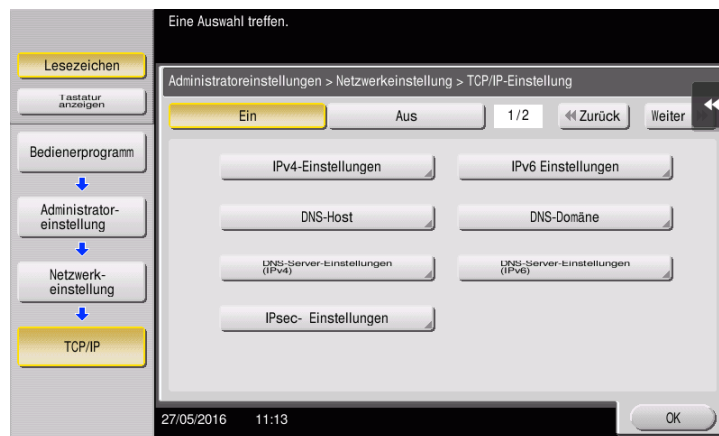 Eine Auswahl treffen.
Lesezeichen
Tastatur
anzeigen
Bedienerprogramm
Administrator-
einstellung
Netzwerk-
einstellung
TCP/IP
Administratoreinstellungen > Netzwerkeinstellung > TCP/IP-Einstellung
Ein Aus 1/2 Zurück Weiter
IPv4-Einstellungen IPv6 Einstellungen
DNS-Host DNS-Domäne
DNS-Server-Einstellungen
(IPv4)
DNS-Server-Einstellungen
(IPv6)
IPsec- Einstellungen
27/05/2016 11:13 OK